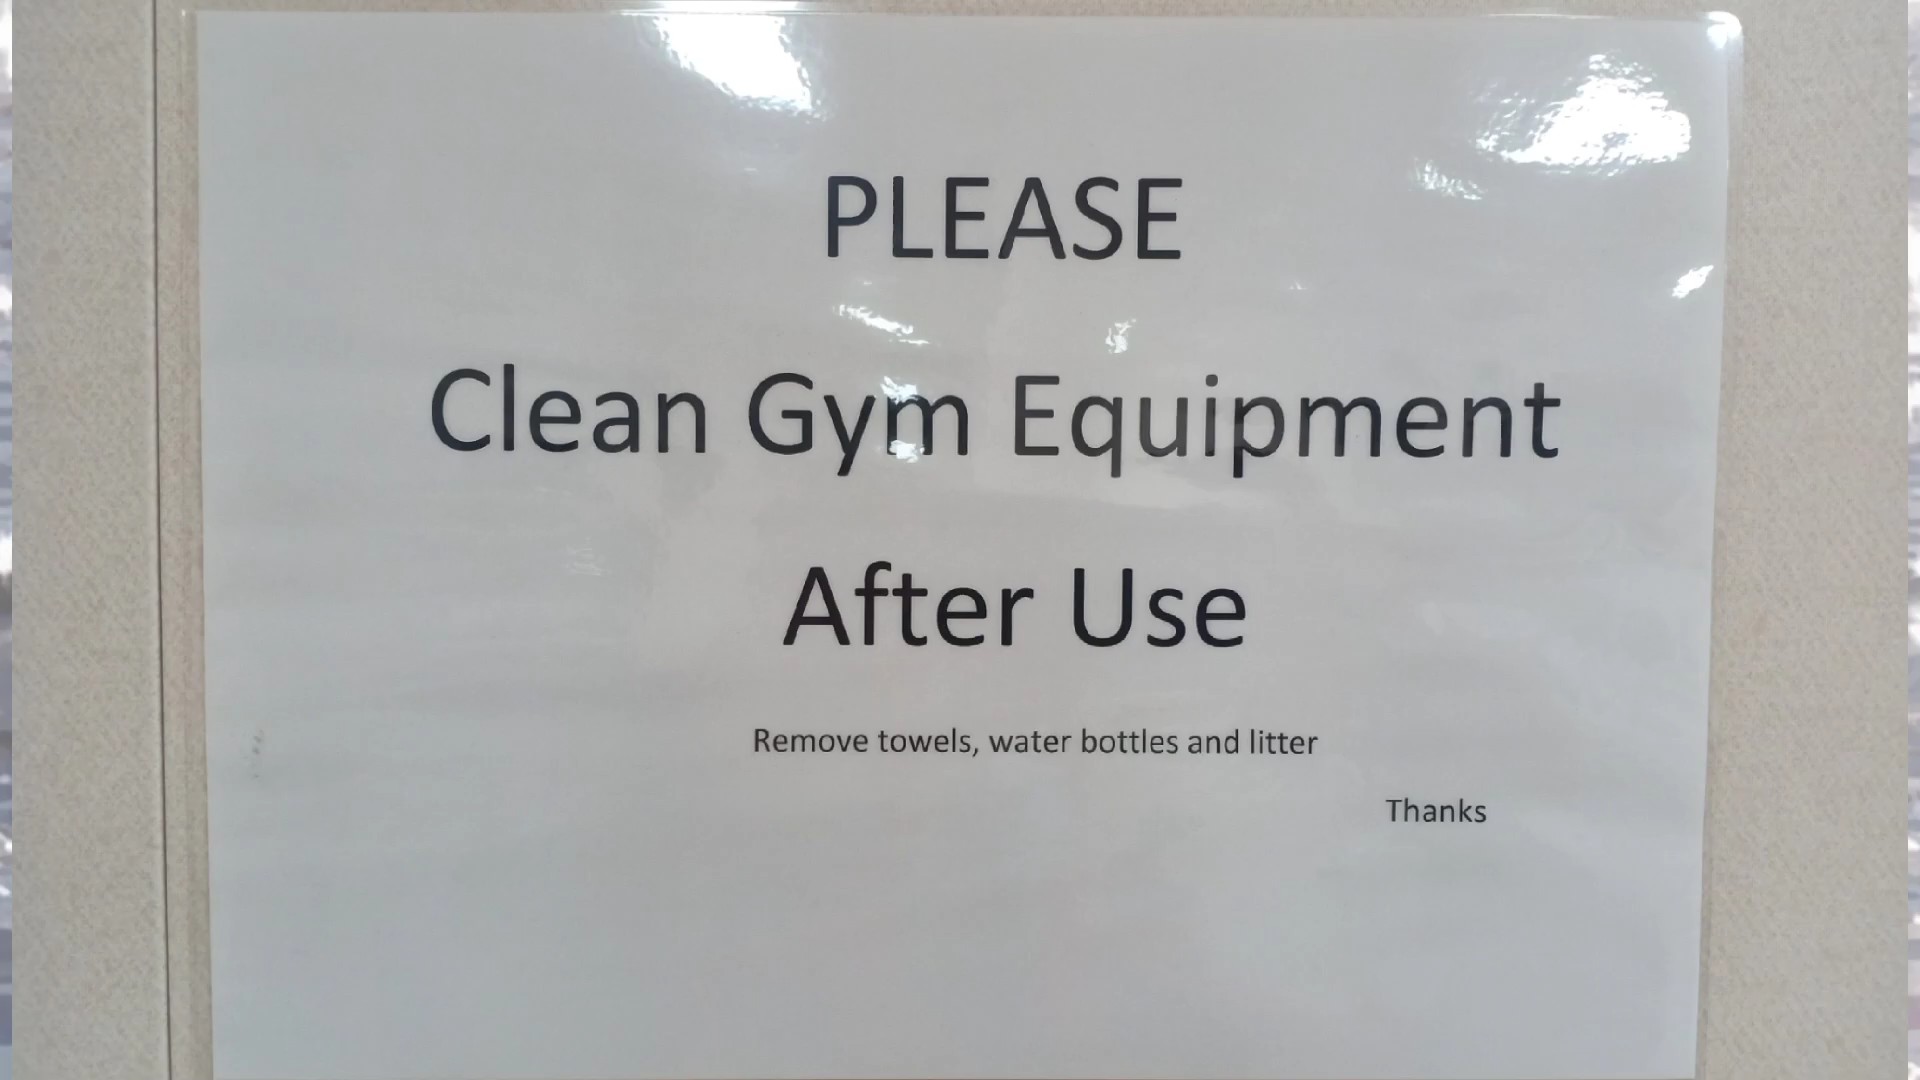 PLEASE
Clean Gym Equipment
After Use
Remove towels, water bottles and litter
Thanks